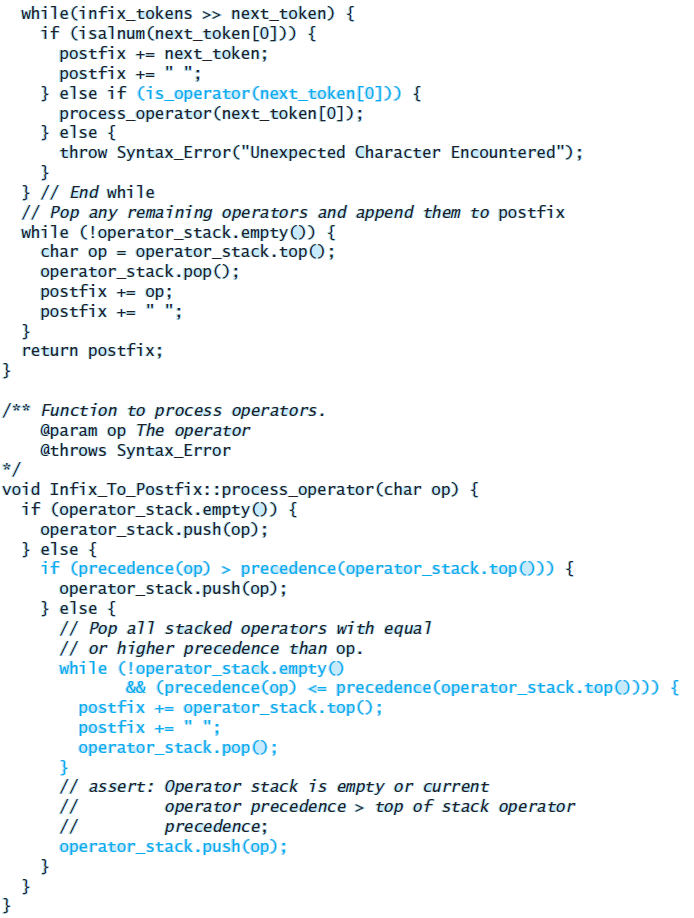 while(infix_tokens >> next_token) {
    if (isalnum(next_token[0])) {
      postfix += next_token;
      postfix += " ";
    } else if (is_operator(next_token[0])) {
      process_operator(next_token[0]);
    } else {
      throw Syntax_Error("Unexpected Character Encountered");
    }
  } // End while
  // Pop any remaining operators and append them to postfix
  while (!operator_stack.empty()) {
    char op = operator_stack.top();
    operator_stack.pop();
    postfix += op;
    postfix += " ";
  }
  return postfix;
}

/** Function to process operators.
    @param op The operator
    @throws Syntax_Error
*/
void Infix_To_Postfix::process_operator(char op) {
  if (operator_stack.empty()) {
    operator_stack.push(op);
  } else {
    if (precedence(op) > precedence(operator_stack.top())) {
      operator_stack.push(op);
    } else {
      // Pop all stacked operators with equal
      // or higher precedence than op.
      while (!operator_stack.empty()
             && (precedence(op) <= precedence(operator_stack.top()))) {
        postfix += operator_stack.top();
        postfix += " ";
        operator_stack.pop();
      }
      // assert: Operator stack is empty or current
      //         operator precedence > top of stack operator
      //         precedence;
      operator_stack.push(op);
    }
  }
}